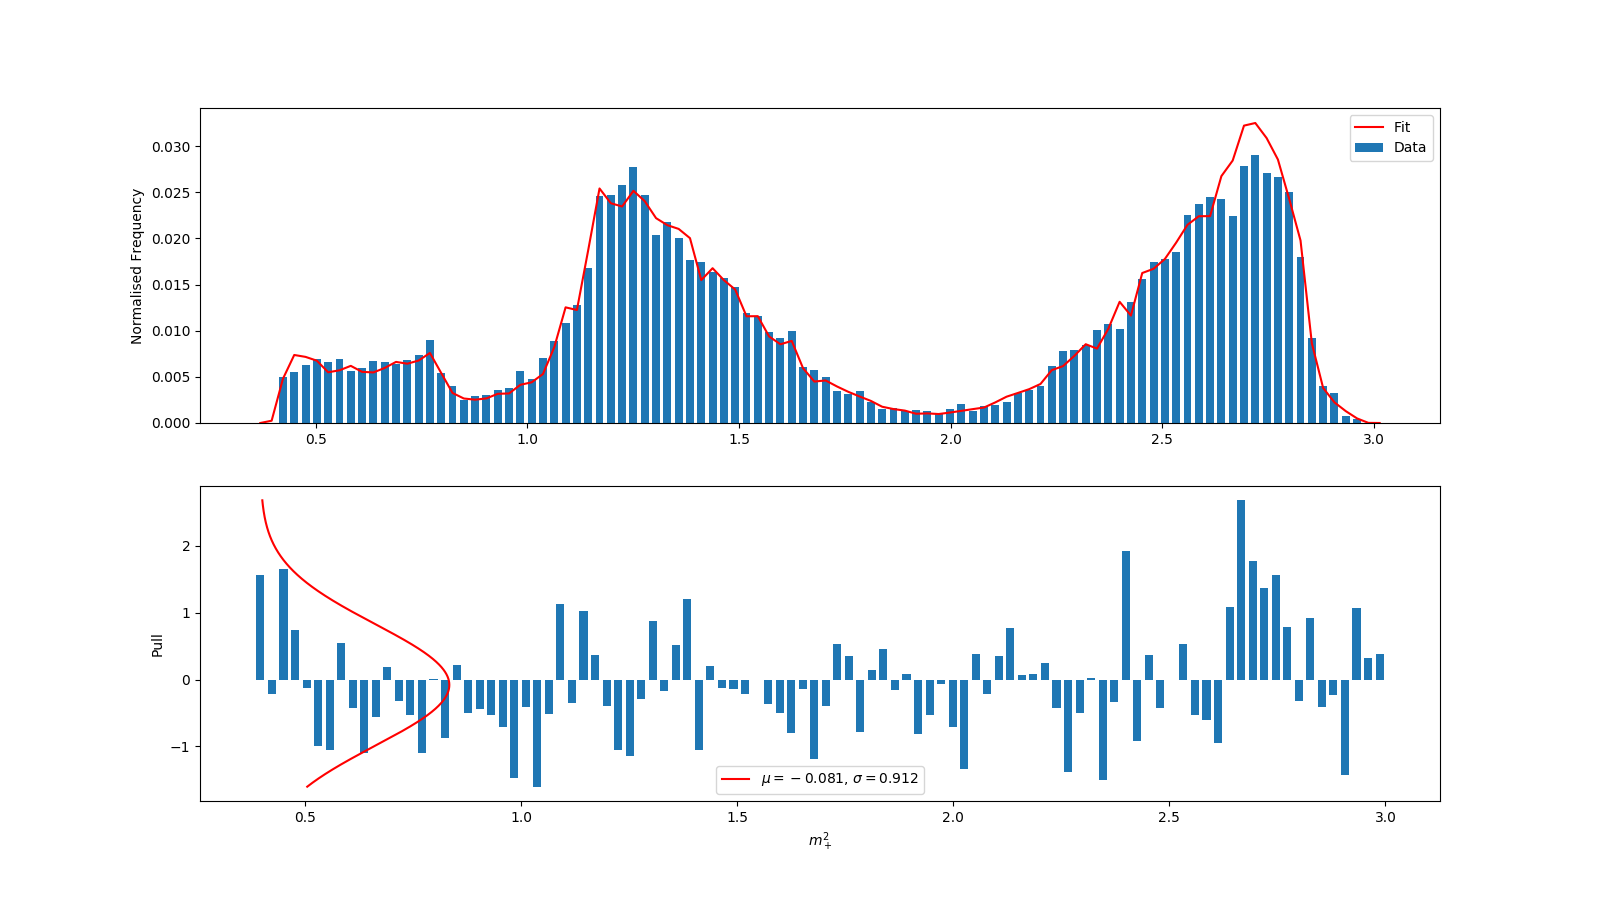 Normalised Frequency
0.030
0.025
0.020
0.015
0.010
0.005
0.000
0.5 1.0 1.5 2.0 2.5 3.0
Fit
Data
Pull
2
1
0
−1
μ = −0.081, σ = 0.912
0.5 1.0 1.5 2.0 2.5 3.0
m²₊